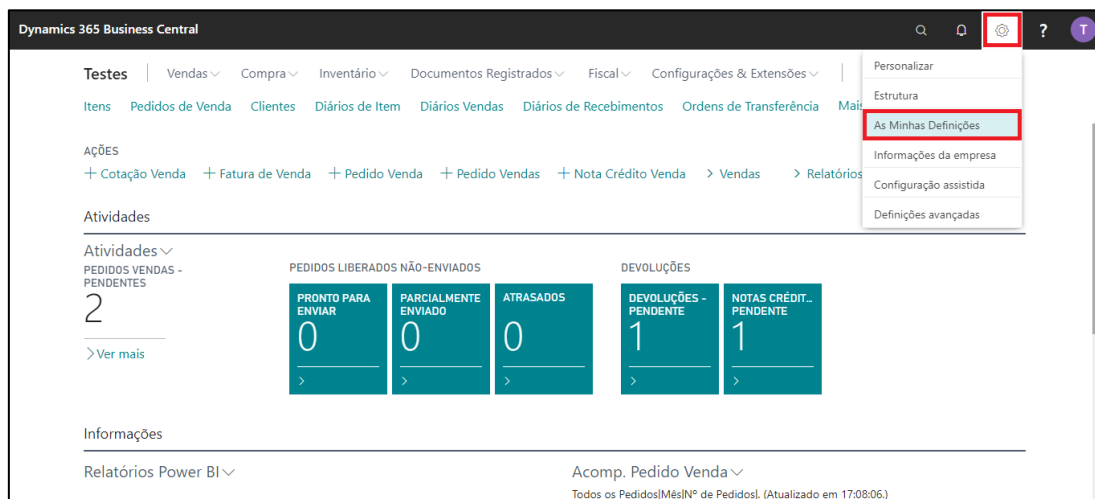 Dynamics 365 Business Central
?
T
Testes
Vendas Compra Inventário Documentos Registrados Fiscal Configurações & Extensões
Itens Pedidos de Venda Clientes Diários de Item Diários Vendas Diários de Recebimentos Ordens de Transferência Mais
Personalizar
Estrutura
As Minhas Definições
Informações da empresa
Configuração assistida
Definições avançadas
AÇÕES
+ Cotação Venda + Fatura de Venda + Pedido Venda + Pedido Vendas + Nota Crédito Venda > Vendas > Relatórios
Atividades
Atividades
PEDIDOS VENDAS -
PENDENTES
2
>Ver mais
PEDIDOS LIBERADOS NÃO-ENVIADOS
PRONTO PARA
ENVIAR
0
PARCIALMENTE
ENVIADO
0
ATRASADOS
0
DEVOLUÇÕES
DEVOLUÇÕES -
PENDENTE
1
NOTAS CRÉDIT...
PENDENTE
1
Informações
Relatórios Power BI
Acomp. Pedido Venda
Todos os Pedidos|Mês|Nº de Pedidos|. (Atualizado em 17:08:06.)